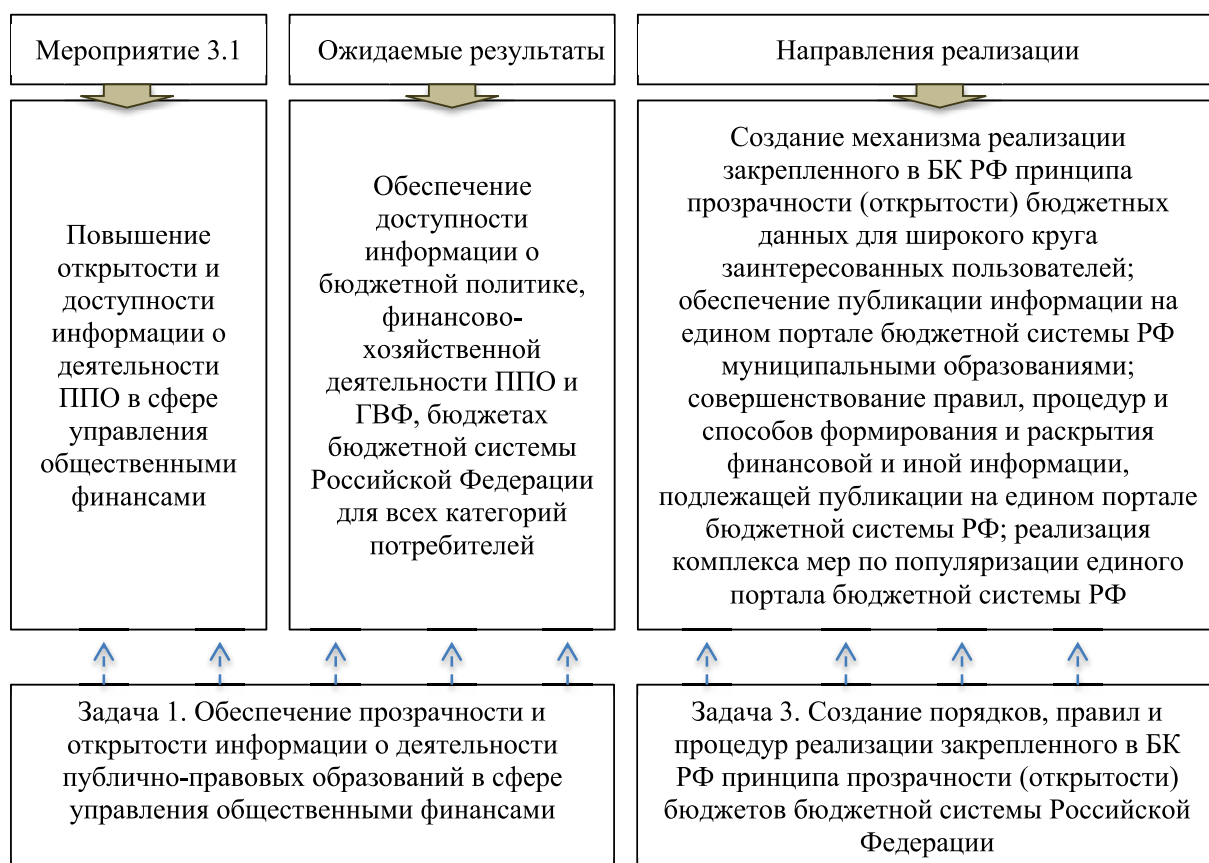 Мероприятие 3.1
Ожидаемые результаты
Направления реализации
Повышение
открытости и
доступности
информации о
деятельности
ППО в сфере
управления
общественными
финансами
Обеспечение
доступности
информации о
бюджетной политике,
финансово-
хозяйственной
деятельности ППО и
ГВФ, бюджетах
бюджетной системы
Российской Федерации
для всех категорий
потребителей
Создание механизма реализации
закрепленного в БК РФ принципа
прозрачности (открытости) бюджетных
данных для широкого круга
заинтересованных пользователей;
обеспечение публикации информации на
едином портале бюджетной системы РФ
муниципальными образованиями;
совершенствование правил, процедур и
способов формирования и раскрытия
финансовой и иной информации,
подлежащей публикации на едином портале
бюджетной системы РФ; реализация
комплекса мер по популяризации единого
портала бюджетной системы РФ
Задача 1. Обеспечение прозрачности и
открытости информации о деятельности
публично-правовых образований в сфере
управления общественными финансами
Задача 3. Создание порядков, правил и
процедур реализации закрепленного в БК
РФ принципа прозрачности (открытости)
бюджетов бюджетной системы Российской
Федерации